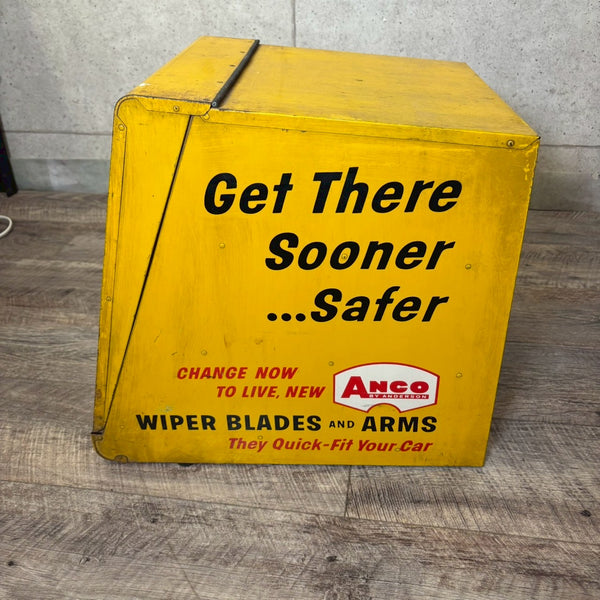 Get There
Sooner
...Safer
CHANGE NOW
TO LIVE, NEW
ANCO
BY ANDERSON
WIPER BLADES AND ARMS
They Quick-Fit Your Car